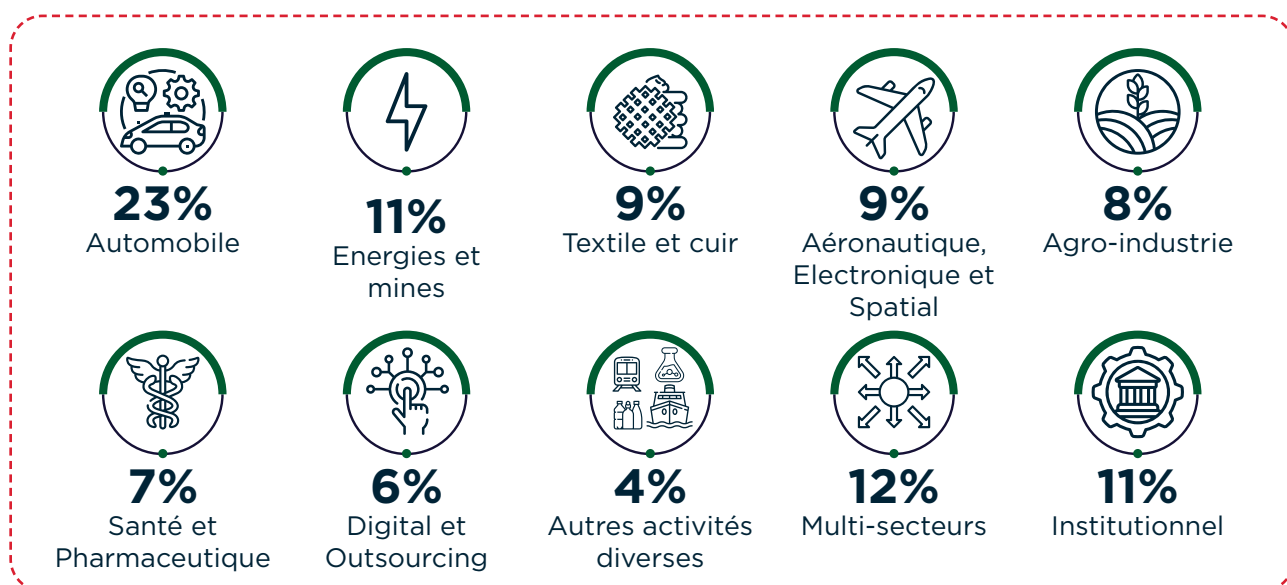 23%
Automobile
11%
Energies et
mines
9%
Textile et cuir
9%
Aéronautique,
Electronique et
Spatial
8%
Agro-industrie
7%
Santé et
Pharmaceutique
6%
Digital et
Outsourcing
4%
Autres activités
diverses
12%
Multi-secteurs
11%
Institutionnel